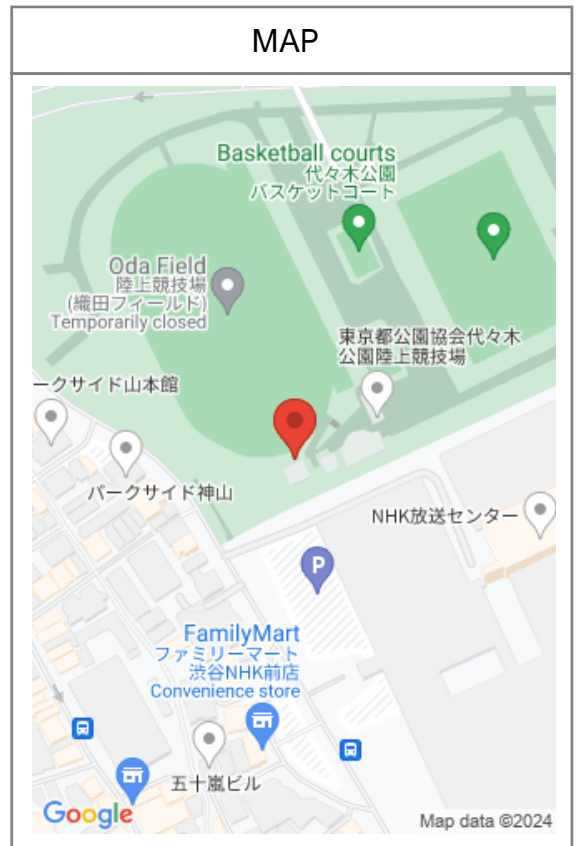 MAP
Basketball courts
代々木公園
バスケットコート
Oda Field
陸上競技場
(織田フィールド)
Temporarily closed
東京都公園協会代々木
公園陸上競技場
ークサイド山本館
パークサイド神山
NHK放送センター
P
FamilyMart
ファミリーマート
渋谷NHK前店
Convenience store
五十嵐ビル
Google
Map data ©2024